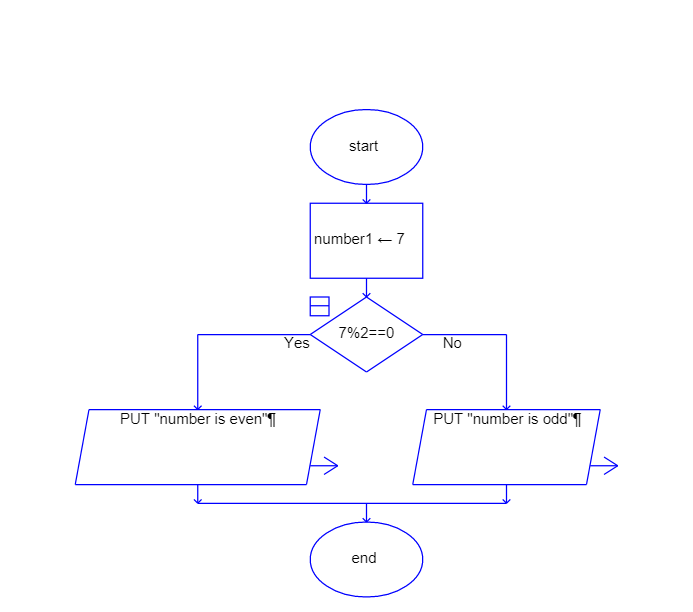 start
number1 ← 7
7%2==0
Yes
No
PUT "number is even"¶
PUT "number is odd"¶
end